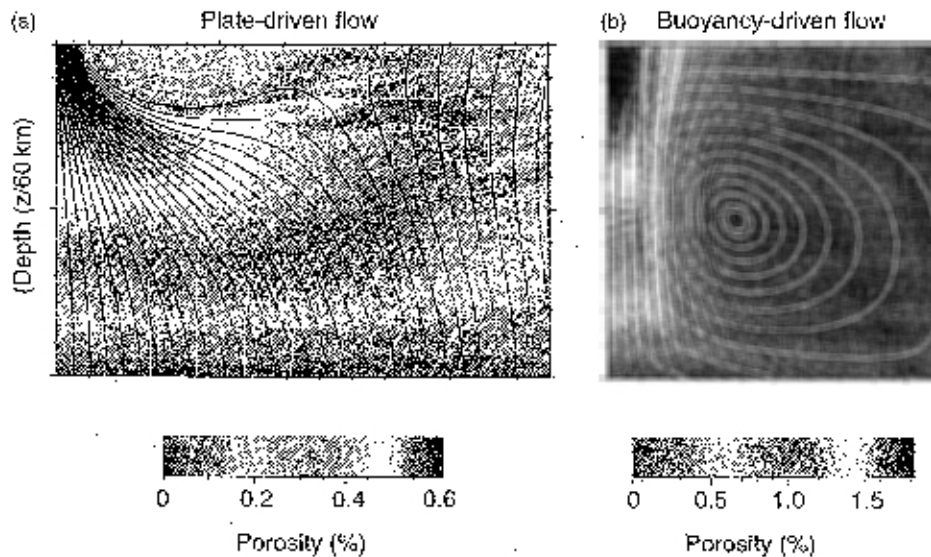 (a) Plate-driven flow
(b) Buoyancy-driven flow
{Depth (z/60 km)
0 0.2 0.4 0.6
Porosity (%)
0 0.5 1.0 1.5
Porosity (%)